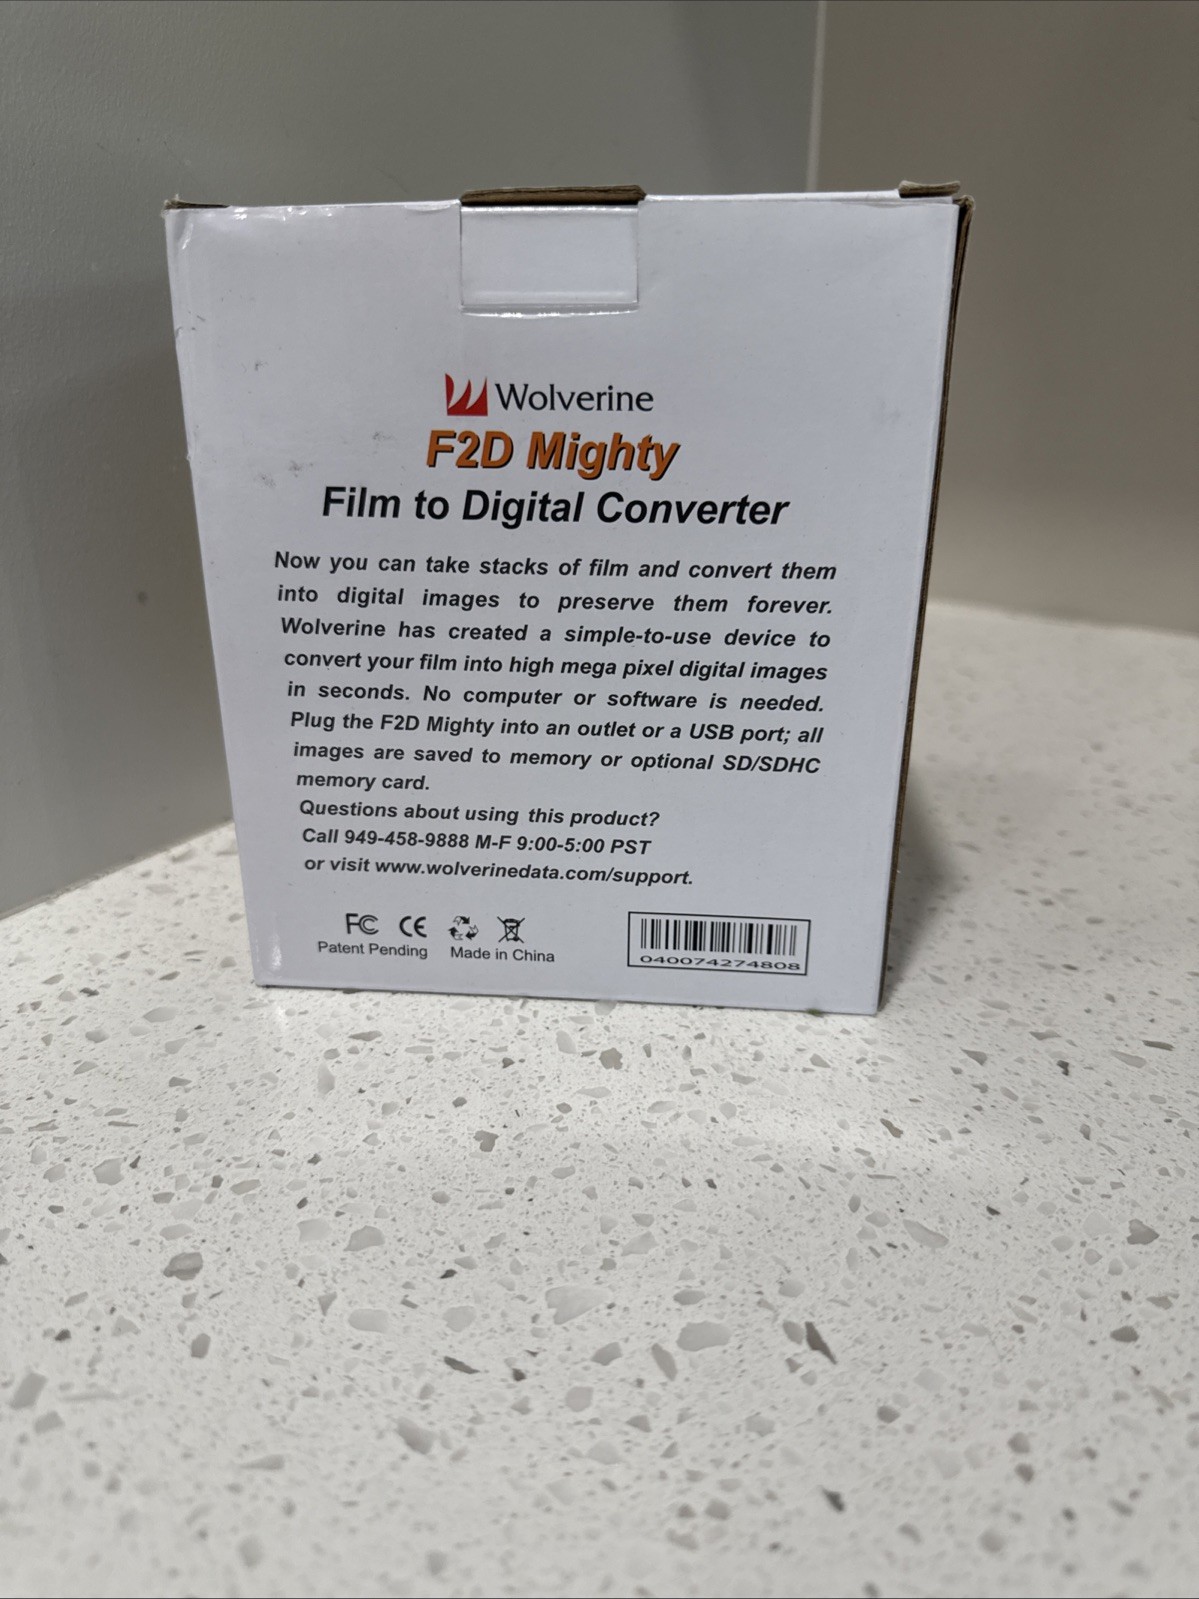 Wolverine
F2D Mighty
Film to Digital Converter
Now you can take stacks of film and convert them
into digital images to preserve them forever.
Wolverine has created a simple-to-use device to
convert your film into high mega pixel digital images
in seconds. No computer or software is needed.
Plug the F2D Mighty into an outlet or a USB port; all
images are saved to memory or optional SD/SDHC
memory card.
Questions about using this product?
Call 949-458-9888 M-F 9:00-5:00 PST
or visit www.wolverinedata.com/support.
FC CE
Patent Pending Made in China
040074274808